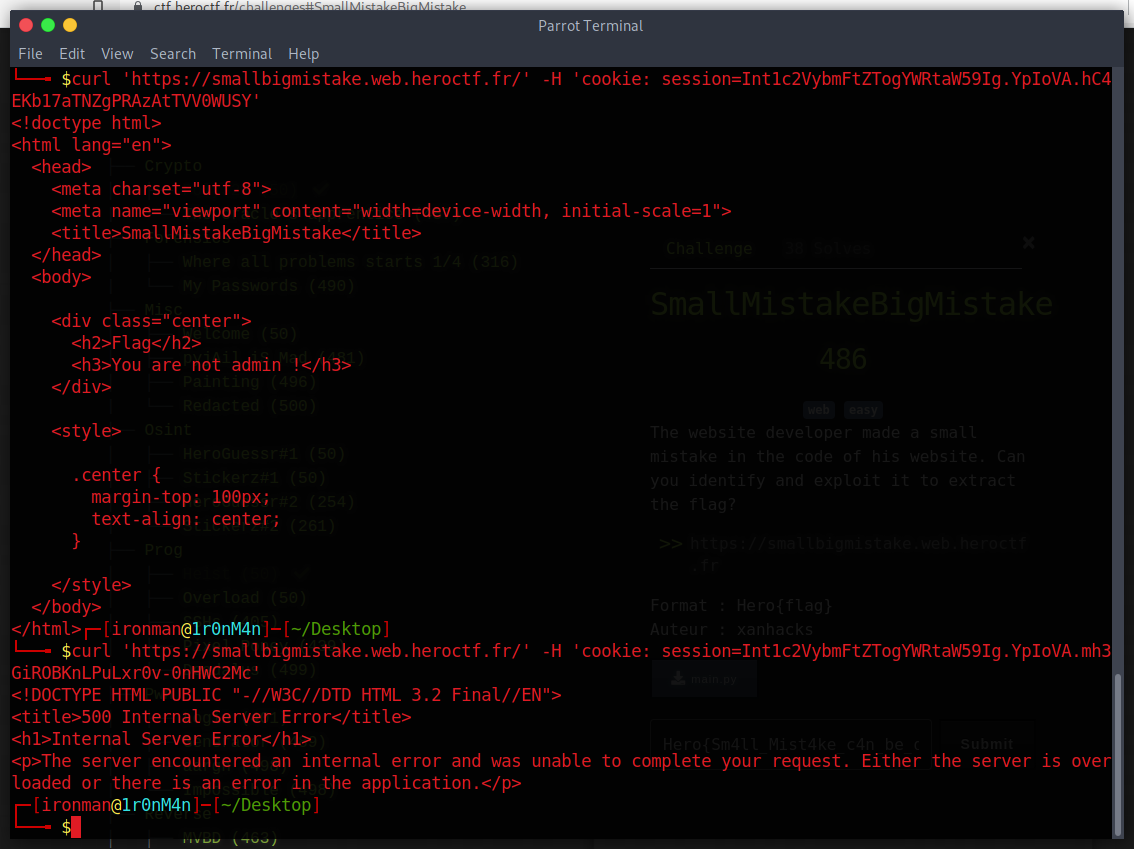 ctf.heroctf.fr/challenges#SmallMistakeBigMistake
Parrot Terminal
File Edit View Search Terminal Help
$curl 'https://smallbigmistake.web.heroctf.fr/' -H 'cookie: session=Int1c2VybmFtZTogYWRtaW59Ig.YpIoVA.hC4
EKb17aTNZgPRAzAtTVV0WUSY'
<!doctype html>
<html lang="en">
<head>
<meta charset="utf-8">
<meta name="viewport" content="width=device-width, initial-scale=1">
<title>SmallMistakeBigMistake</title>
</head>
<body>
<div class="center">
<h2>Flag</h2>
<h3>You are not admin !</h3>
</div>
<style>
.center {
margin-top: 100px;
text-align: center;
}
</style>
</body>
</html>┌─[ironman@1r0nM4n]─[~/Desktop]
└──╼ $curl 'https://smallbigmistake.web.heroctf.fr/' -H 'cookie: session=Int1c2VybmFtZTogYWRtaW59Ig.YpIoVA.mh3
GiROBKnLPuLxr0v-0nHWC2Mc'
<!DOCTYPE HTML PUBLIC "-//W3C//DTD HTML 3.2 Final//EN">
<title>500 Internal Server Error</title>
<h1>Internal Server Error</h1>
<p>The server encountered an internal error and was unable to complete your request. Either the server is over
loaded or there is an error in the application.</p>
┌─[ironman@1r0nM4n]─[~/Desktop]
└──╼ $
Crypto
Where all problems starts 1/4 (316)
My Passwords (490)
Misc
Welcome (50)
Painting (496)
Redacted (500)
Osint
HeroGuessr#1 (50)
Stickerz#1 (50)
(254)
(261)
Prog
Overload (50)
Reverse
MVBD (463)
Challenge 38 Solves
SmallMistakeBigMistake
486
web easy
The website developer made a small
mistake in the code of his website. Can
you identify and exploit it to extract
the flag?
>> https://smallbigmistake.web.heroctf
.fr
Format : Hero{flag}
Auteur : xanhacks
main.py
Hero{Sm4ll_Mist4ke_c4n_be_
Submit